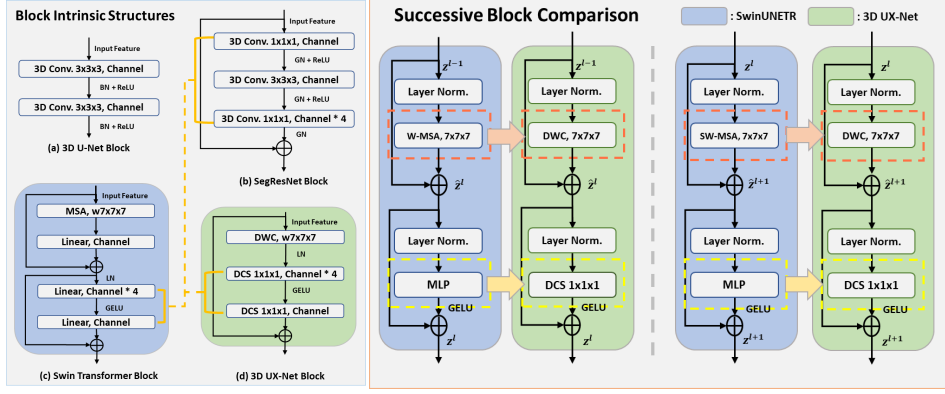 Block Intrinsic Structures
Input Feature
3D Conv. 3x3x3, Channel
BN + ReLU
3D Conv. 3x3x3, Channel
BN + ReLU
(a) 3D U-Net Block
Input Feature
3D Conv. 1x1x1, Channel
GN + ReLU
3D Conv. 3x3x3, Channel
GN + ReLU
3D Conv. 1x1x1, Channel * 4
GN
(b) SegResNet Block
Input Feature
MSA, w7x7x7
Linear, Channel
LN
Linear, Channel * 4
GELU
Linear, Channel
(c) Swin Transformer Block
Input Feature
DWC, w7x7x7
LN
DCS 1x1x1, Channel * 4
GELU
DCS 1x1x1, Channel
(d) 3D UX-Net Block
Successive Block Comparison
: SwinUNETR
: 3D UX-Net
z^{l-1}
Layer Norm.
W-MSA, 7x7x7
ẑ^l
Layer Norm.
MLP
GELU
z^l
z^{l-1}
Layer Norm.
DWC, 7x7x7
ẑ^l
Layer Norm.
DCS 1x1x1
GELU
z^l
z^l
Layer Norm.
SW-MSA, 7x7x7
ẑ^{l+1}
Layer Norm.
MLP
GELU
z^{l+1}
z^l
Layer Norm.
DWC, 7x7x7
ẑ^{l+1}
Layer Norm.
DCS 1x1x1
GELU
z^{l+1}